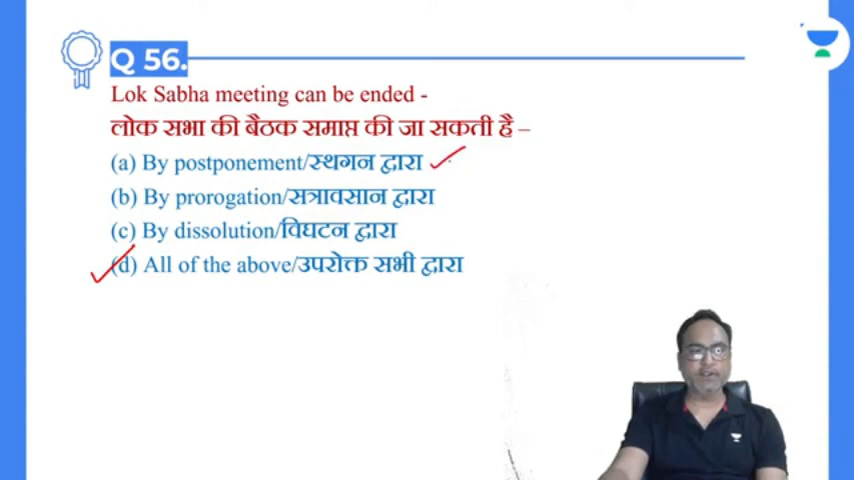 Q 56.
Lok Sabha meeting can be ended -
लोक सभा की बैठक समाप्त की जा सकती है –
(a) By postponement/स्थगन द्वारा
(b) By prorogation/सत्रावसान द्वारा
(c) By dissolution/विघटन द्वारा
(d) All of the above/उपरोक्त सभी द्वारा